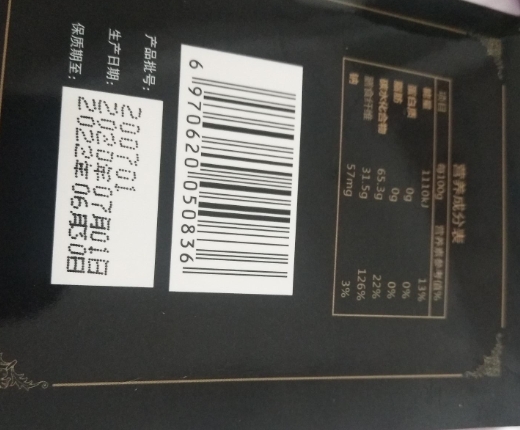 营养成分表
项目 每100g 营养素参考值%
能量 1110kJ 13%
蛋白质 0g 0%
脂肪 0g 0%
碳水化合物 65.3g 22%
膳食纤维 31.5g 126%
钠 57mg 3%
6 970620 050836
产品批号: 200701
生产日期: 2020年07月01日
保质期至: 2022年06月30日